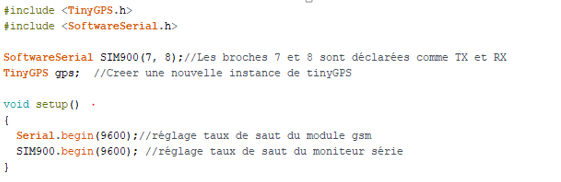 #include <TinyGPS.h>
#include <SoftwareSerial.h>
SoftwareSerial SIM900(7, 8);//Les broches 7 et 8 sont déclarées comme TX et RX
TinyGPS gps;  //Creer une nouvelle instance de tinyGPS
void setup()
{
  Serial.begin(9600);//réglage taux de saut du module gsm
  SIM900.begin(9600); //réglage taux de saut du moniteur série
}